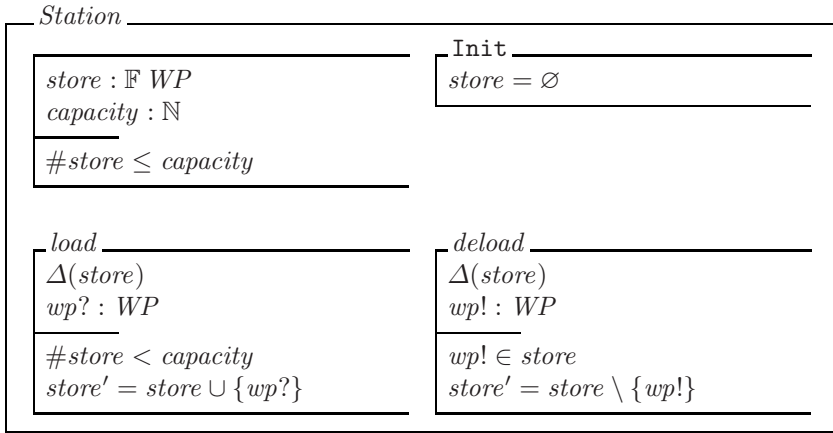 Station
store : 𝔽 WP
capacity : ℕ
#store ≤ capacity
Init
store = ∅
load
Δ(store)
wp? : WP
#store < capacity
store′ = store ∪ {wp?}
deload
Δ(store)
wp! : WP
wp! ∈ store
store′ = store \ {wp!}